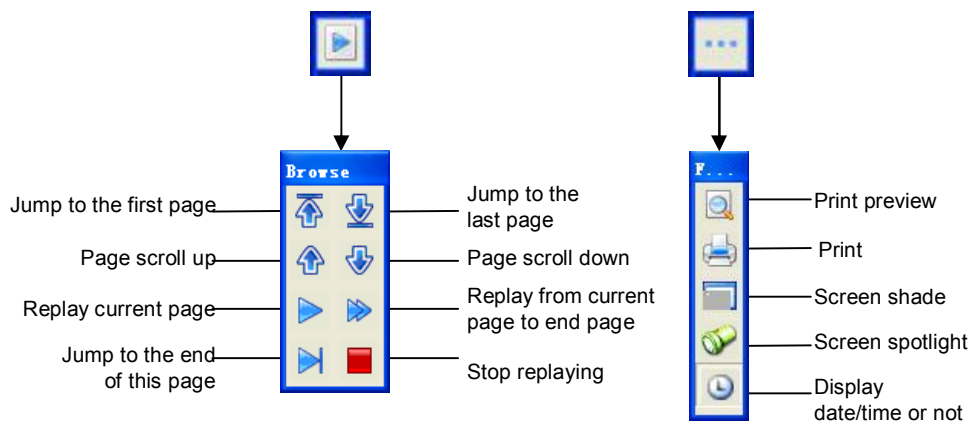 Browse
Jump to the first page
Jump to the
last page
Page scroll up
Page scroll down
Replay current page
Replay from current
page to end page
Jump to the end
of this page
Stop replaying
F...
Print preview
Print
Screen shade
Screen spotlight
Display
date/time or not